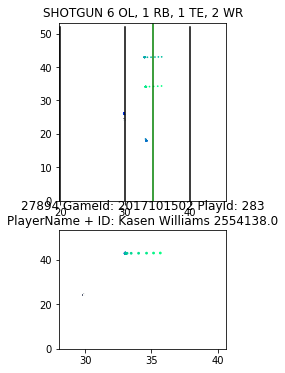 SHOTGUN 6 OL, 1 RB, 1 TE, 2 WR
50
40
30
20
10
0
20 30 40
27894 GameId: 2017101502 PlayId: 283
PlayerName + ID: Kasen Williams 2554138.0
40
20
0
30 35 40